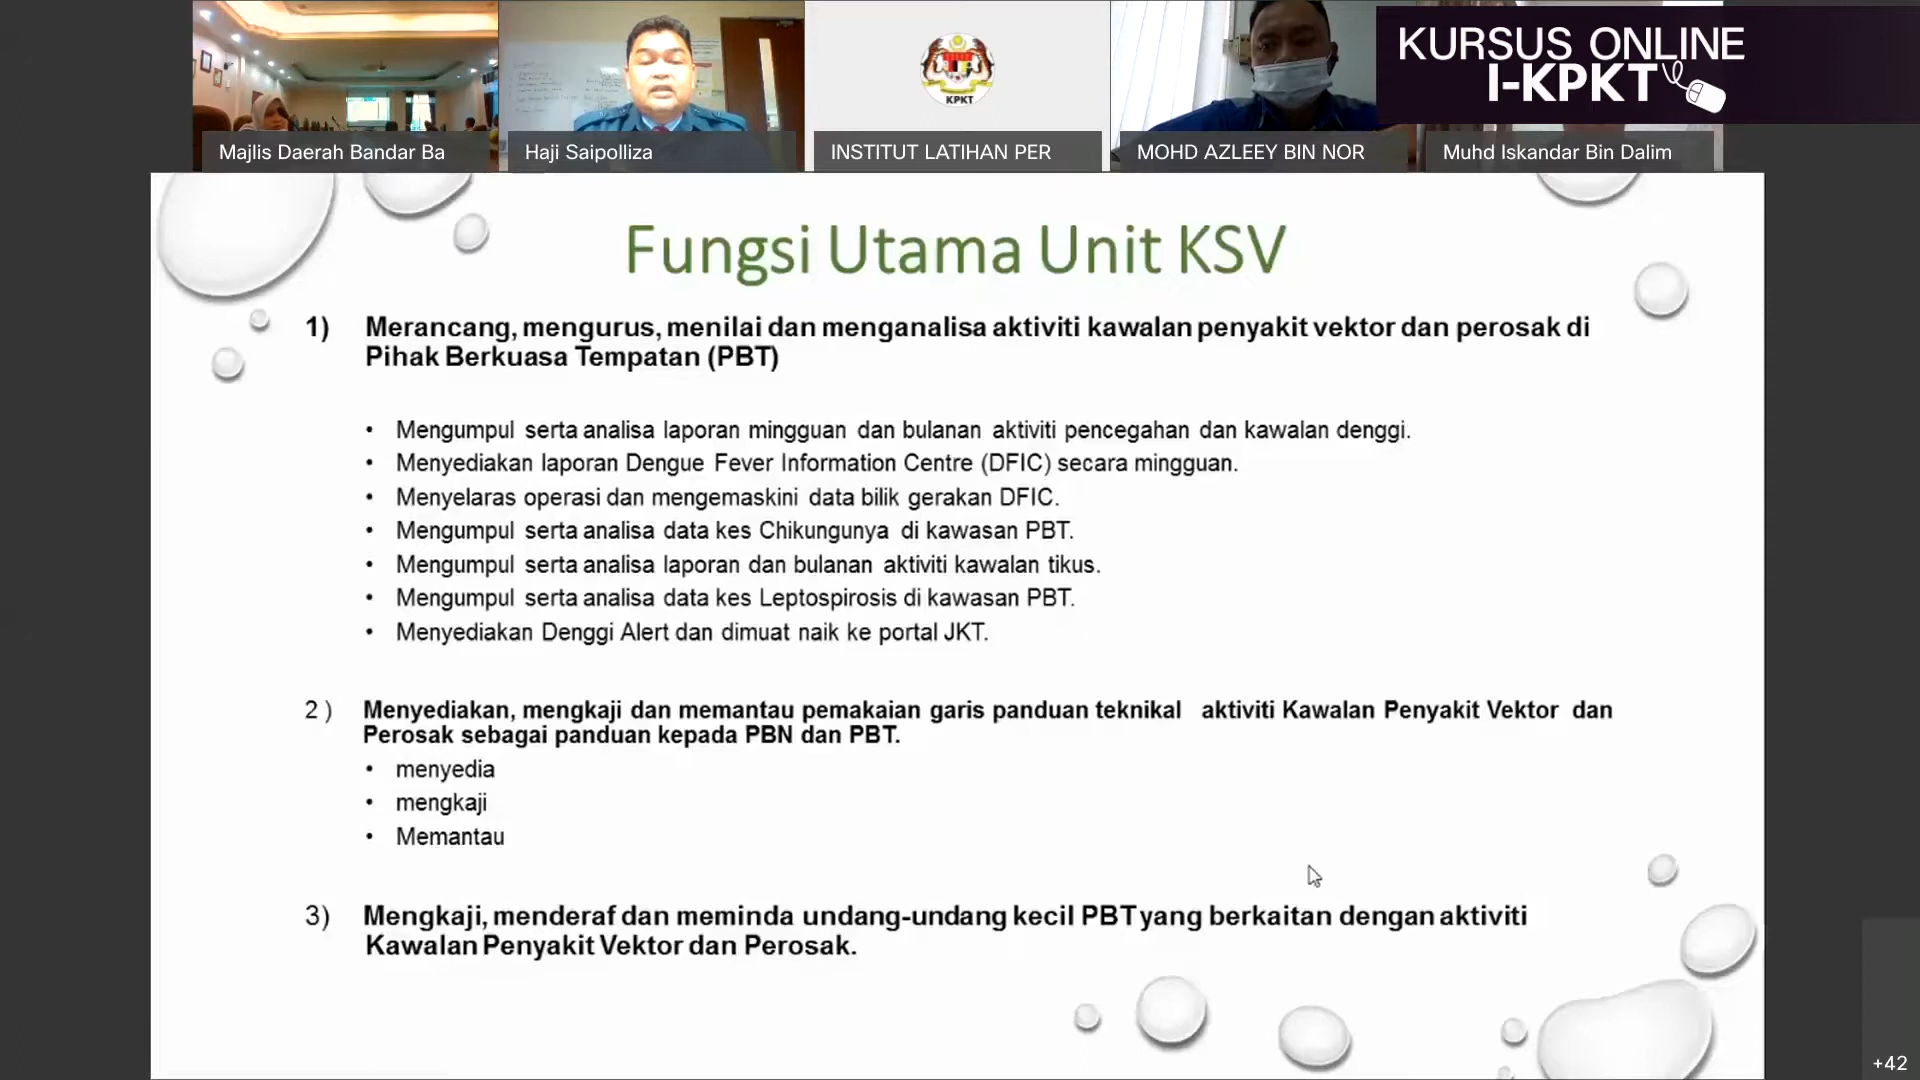 KURSUS ONLINE
I-KPKT
KPKT
Majlis Daerah Bandar Ba
Haji Saipolliza
INSTITUT LATIHAN PER
MOHD AZLEEY BIN NOR
Muhd Iskandar Bin Dalim
Fungsi Utama Unit KSV
1) Merancang, mengurus, menilai dan menganalisa aktiviti kawalan penyakit vektor dan perosak di
Pihak Berkuasa Tempatan (PBT)
• Mengumpul serta analisa laporan mingguan dan bulanan aktiviti pencegahan dan kawalan denggi.
• Menyediakan laporan Dengue Fever Information Centre (DFIC) secara mingguan.
• Menyelaras operasi dan mengemaskini data bilik gerakan DFIC.
• Mengumpul serta analisa data kes Chikungunya di kawasan PBT.
• Mengumpul serta analisa laporan dan bulanan aktiviti kawalan tikus.
• Mengumpul serta analisa data kes Leptospirosis di kawasan PBT.
• Menyediakan Denggi Alert dan dimuat naik ke portal JKT.
2 ) Menyediakan, mengkaji dan memantau pemakaian garis panduan teknikal aktiviti Kawalan Penyakit Vektor dan
Perosak sebagai panduan kepada PBN dan PBT.
• menyedia
• mengkaji
• Memantau
3) Mengkaji, menderaf dan meminda undang-undang kecil PBT yang berkaitan dengan aktiviti
Kawalan Penyakit Vektor dan Perosak.
+42